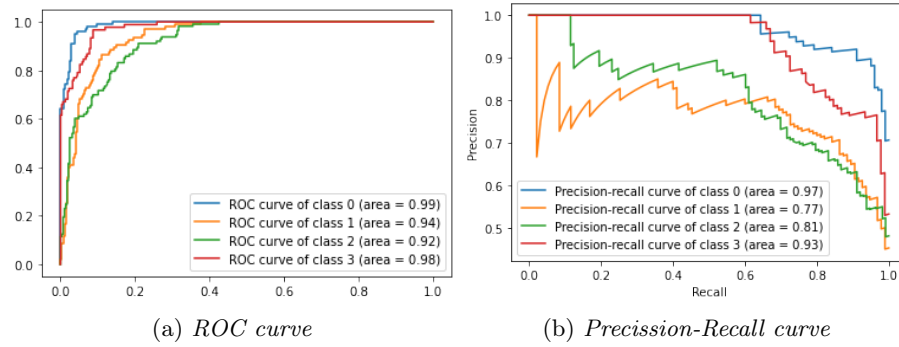 1.0
0.8
0.6
0.4
0.2
0.0
0.0 0.2 0.4 0.6 0.8 1.0
ROC curve of class 0 (area = 0.99)
ROC curve of class 1 (area = 0.94)
ROC curve of class 2 (area = 0.92)
ROC curve of class 3 (area = 0.98)
(a) ROC curve
1.0
0.9
0.8
0.7
0.6
0.5
Precision
0.0 0.2 0.4 0.6 0.8 1.0
Recall
Precision-recall curve of class 0 (area = 0.97)
Precision-recall curve of class 1 (area = 0.77)
Precision-recall curve of class 2 (area = 0.81)
Precision-recall curve of class 3 (area = 0.93)
(b) Precission-Recall curve